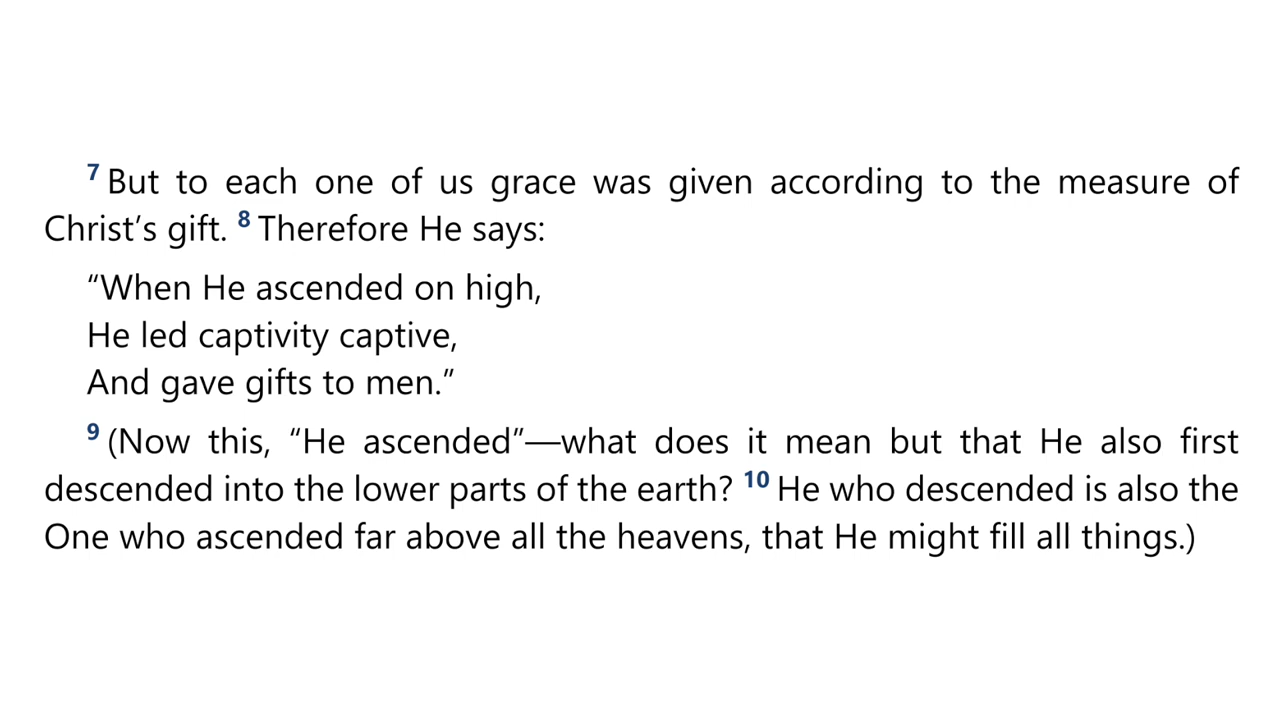 7 But to each one of us grace was given according to the measure of
Christ’s gift. 8 Therefore He says:
“When He ascended on high,
He led captivity captive,
And gave gifts to men.”
9 (Now this, “He ascended”—what does it mean but that He also first
descended into the lower parts of the earth? 10 He who descended is also the
One who ascended far above all the heavens, that He might fill all things.)